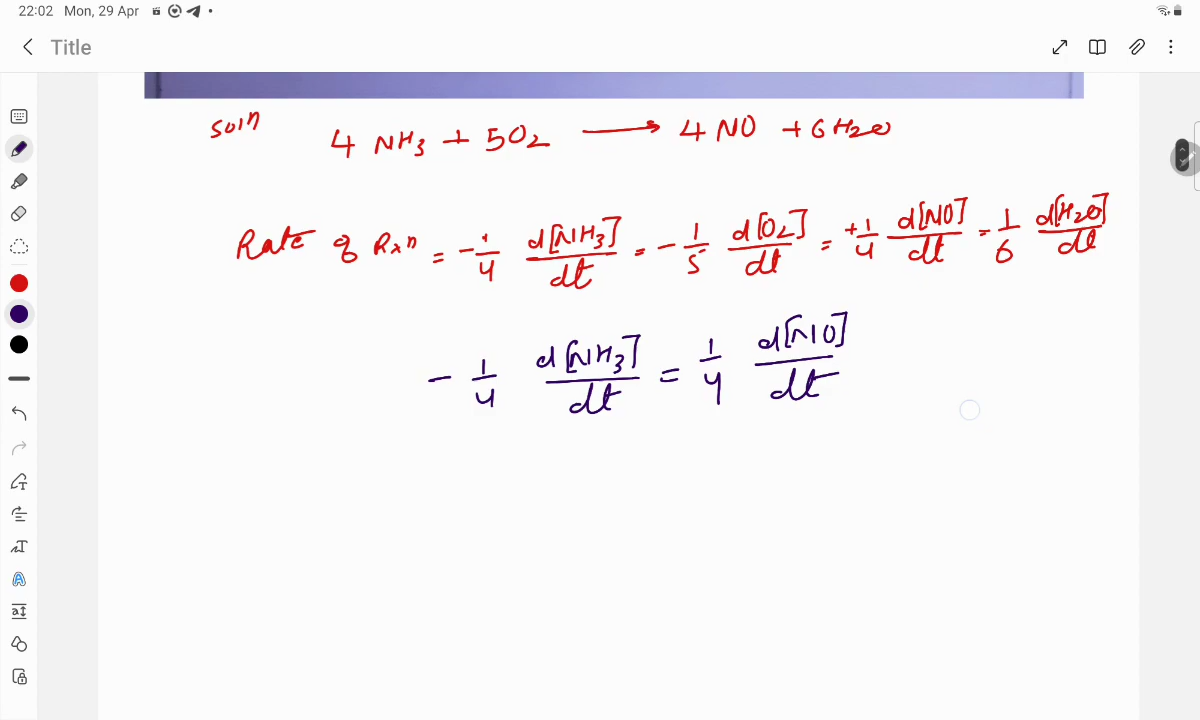 22:02 Mon, 29 Apr
Title
Soln
4 NH3 + 5O2 → 4 NO + 6 H2O
Rate of Rxn = -1/4 d[NH3]/dt = -1/5 d[O2]/dt = +1/4 d[NO]/dt = 1/6 d[H2O]/dt
-1/4 d[NH3]/dt = 1/4 d[NO]/dt